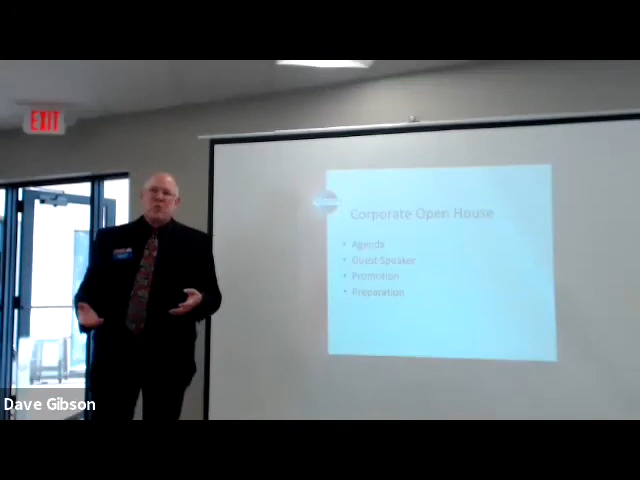 EXIT
Corporate Open House
• Agenda
• Guest Speaker
• Promotion
• Preparation
Dave Gibson